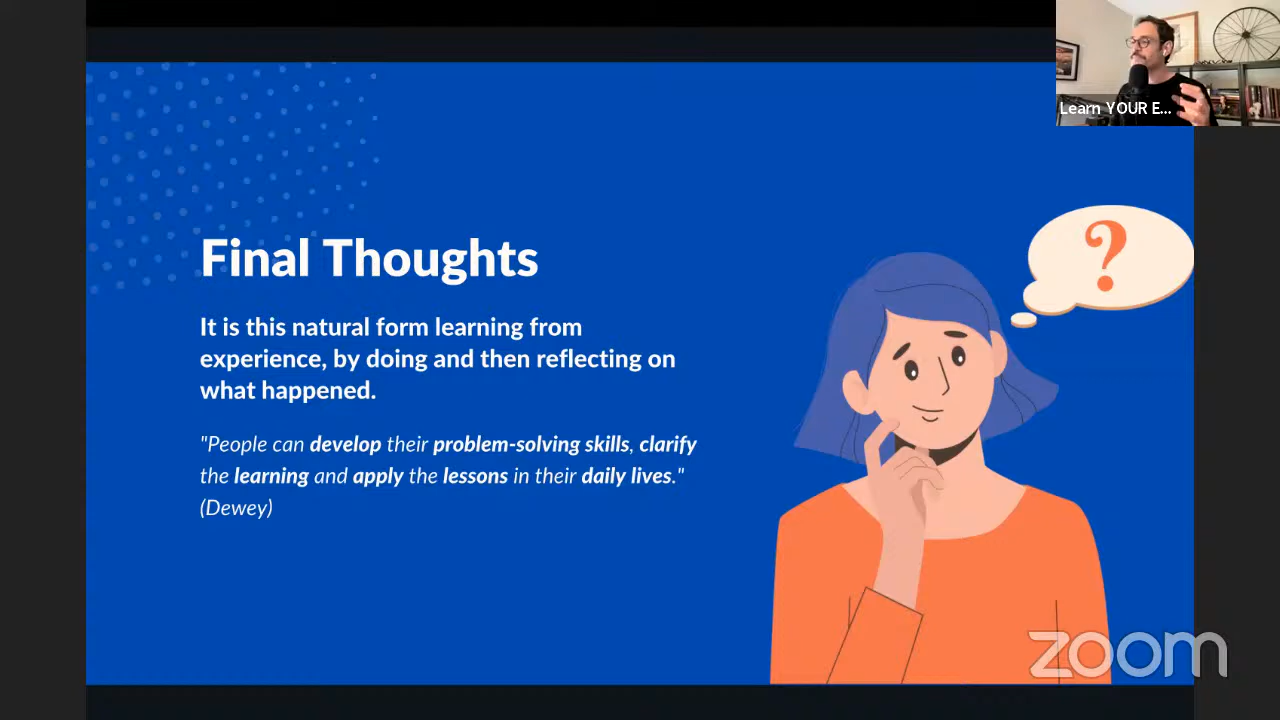 Learn YOUR E...
Final Thoughts
?
It is this natural form learning from
experience, by doing and then reflecting on
what happened.
"People can develop their problem-solving skills, clarify
the learning and apply the lessons in their daily lives."
(Dewey)
zoom